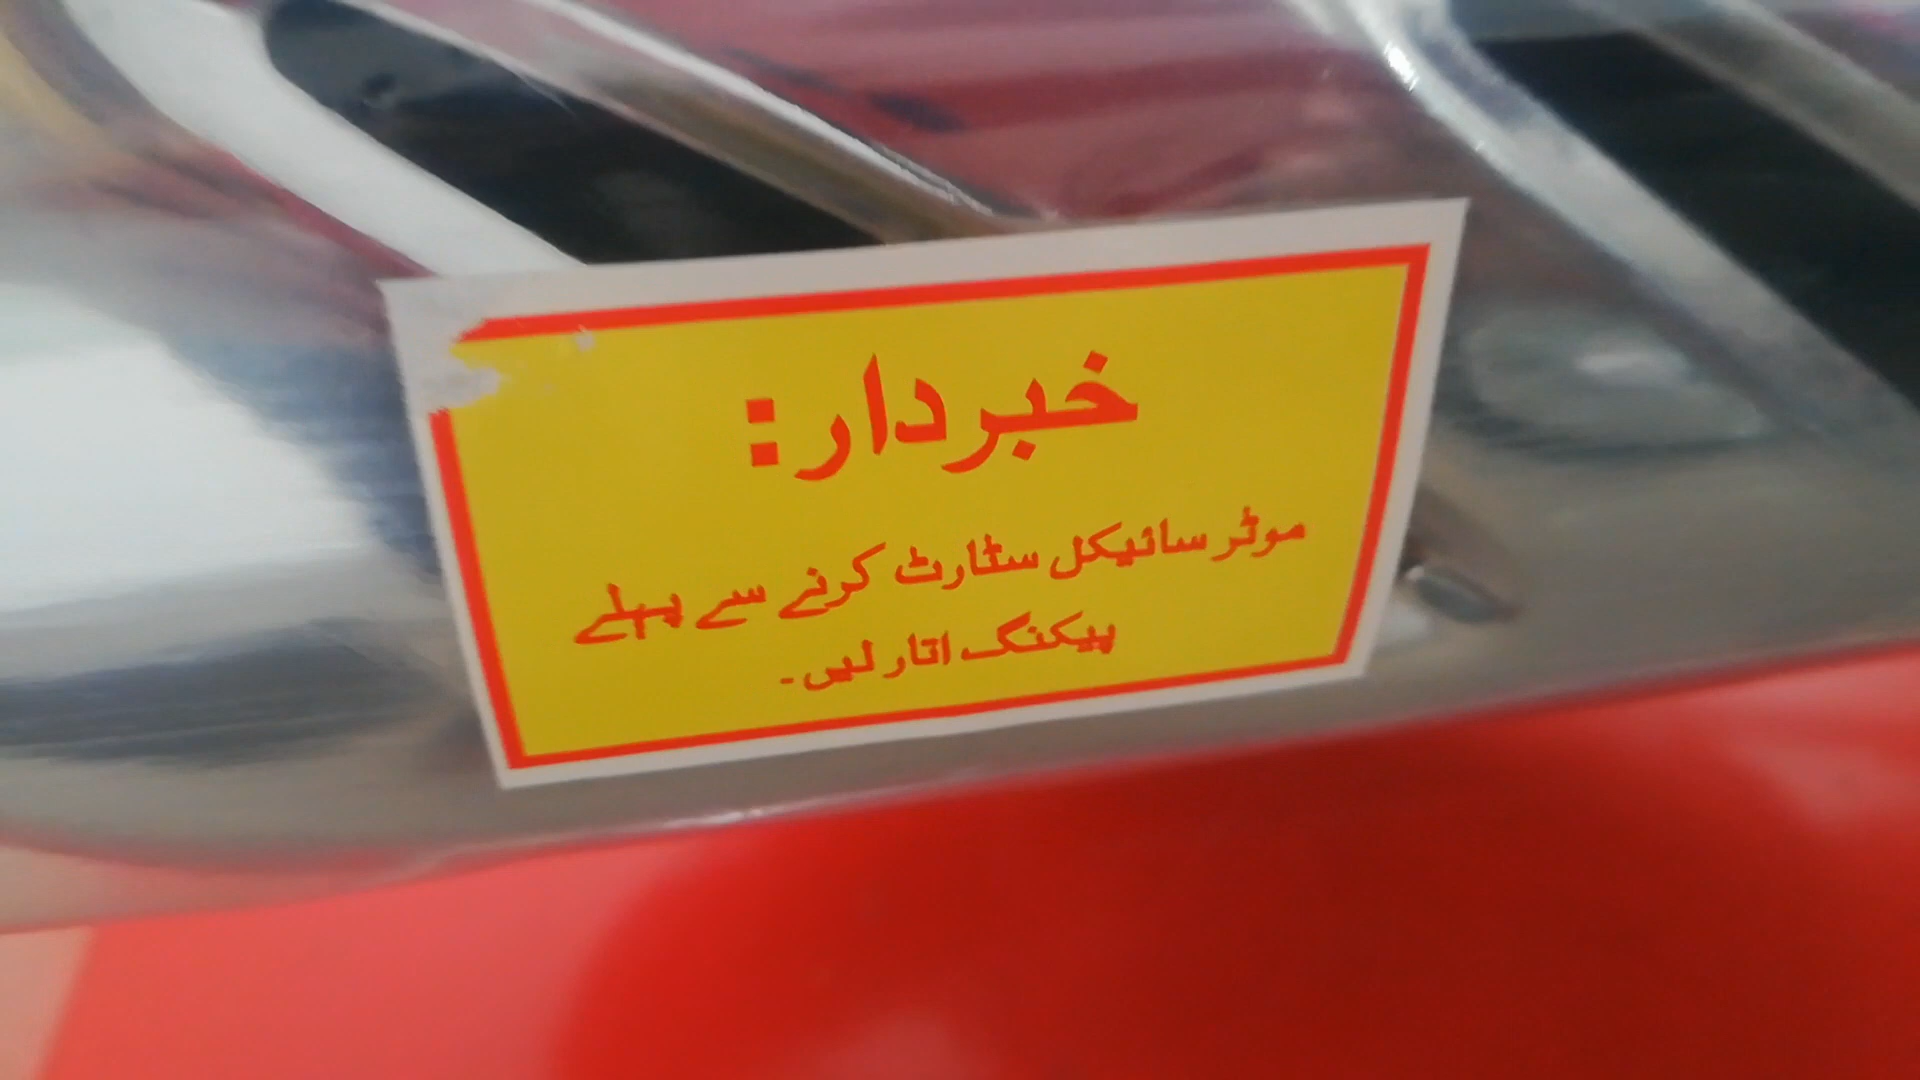 خبردار:
موٹر سائیکل سٹارٹ کرنے سے پہلے
پیکنگ اتار لیں۔